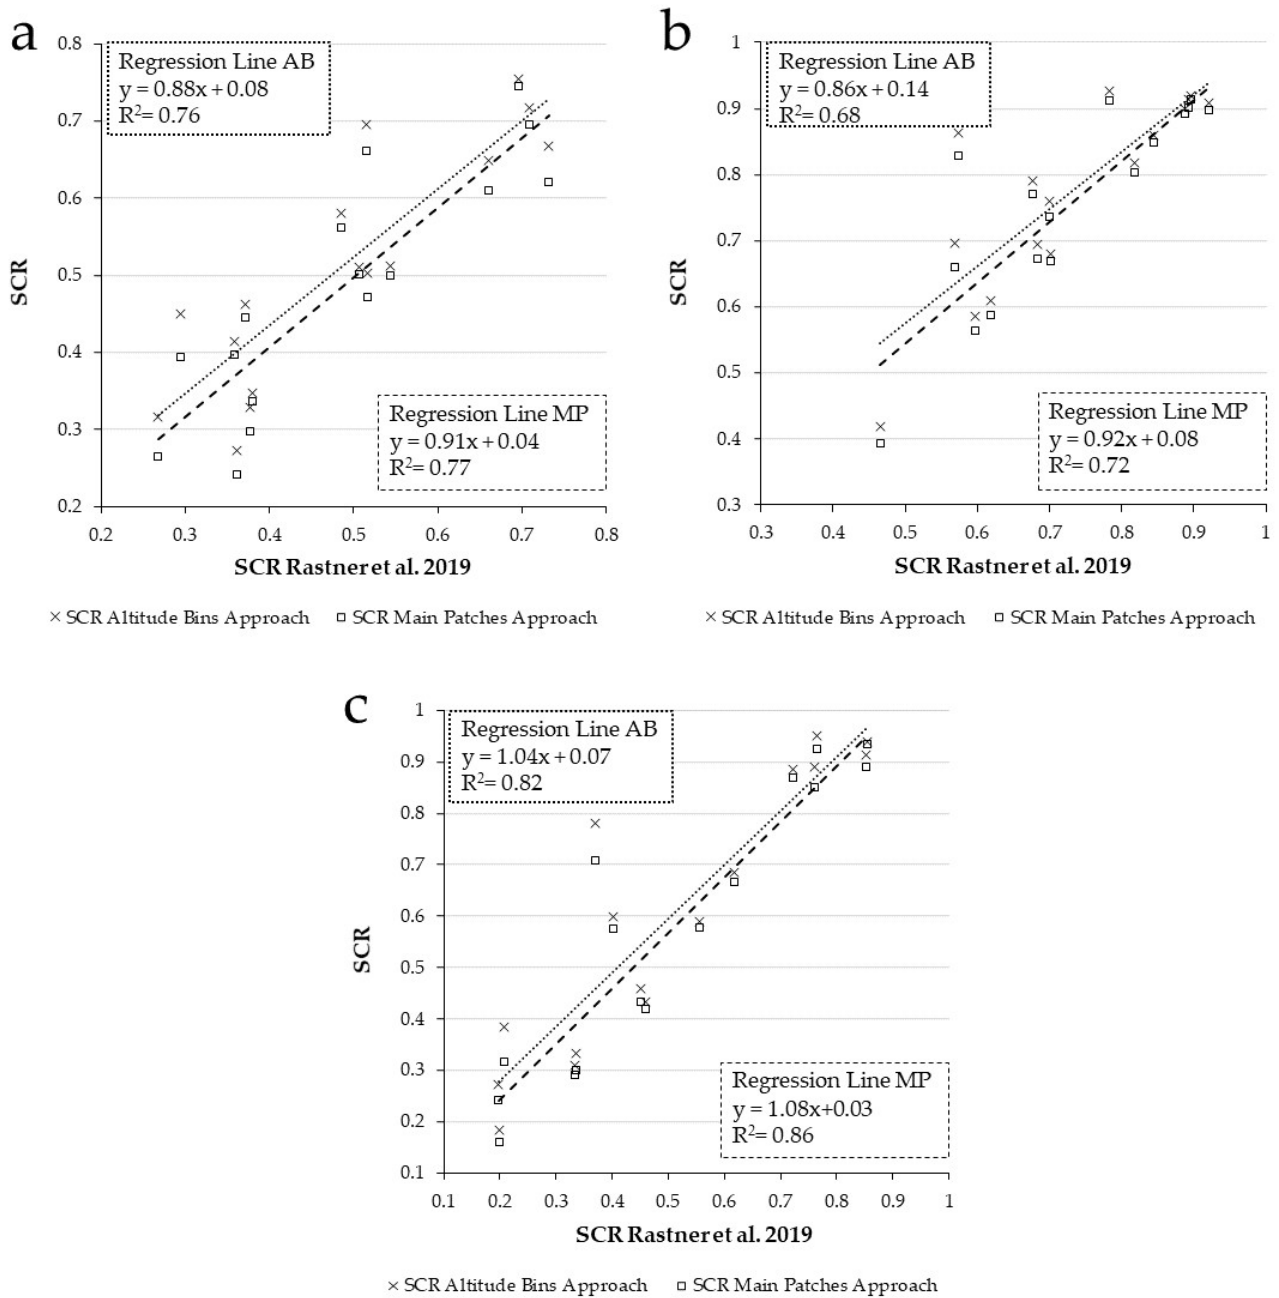 a
0.8
0.7
0.6
0.5
0.4
0.3
0.2
SCR
Regression Line AB
y = 0.88x + 0.08
R²= 0.76
Regression Line MP
y = 0.91x + 0.04
R²= 0.77
0.2 0.3 0.4 0.5 0.6 0.7 0.8
SCR Rastner et al. 2019
× SCR Altitude Bins Approach □ SCR Main Patches Approach
b
1
0.9
0.8
0.7
0.6
0.5
0.4
0.3
SCR
Regression Line AB
y = 0.86x + 0.14
R²= 0.68
Regression Line MP
y = 0.92x + 0.08
R²= 0.72
0.3 0.4 0.5 0.6 0.7 0.8 0.9 1
SCR Rastner et al. 2019
× SCR Altitude Bins Approach □ SCR Main Patches Approach
c
1
0.9
0.8
0.7
0.6
0.5
0.4
0.3
0.2
0.1
SCR
Regression Line AB
y = 1.04x + 0.07
R²= 0.82
Regression Line MP
y = 1.08x+0.03
R²= 0.86
0.1 0.2 0.3 0.4 0.5 0.6 0.7 0.8 0.9 1
SCR Rastner et al. 2019
× SCR Altitude Bins Approach □ SCR Main Patches Approach